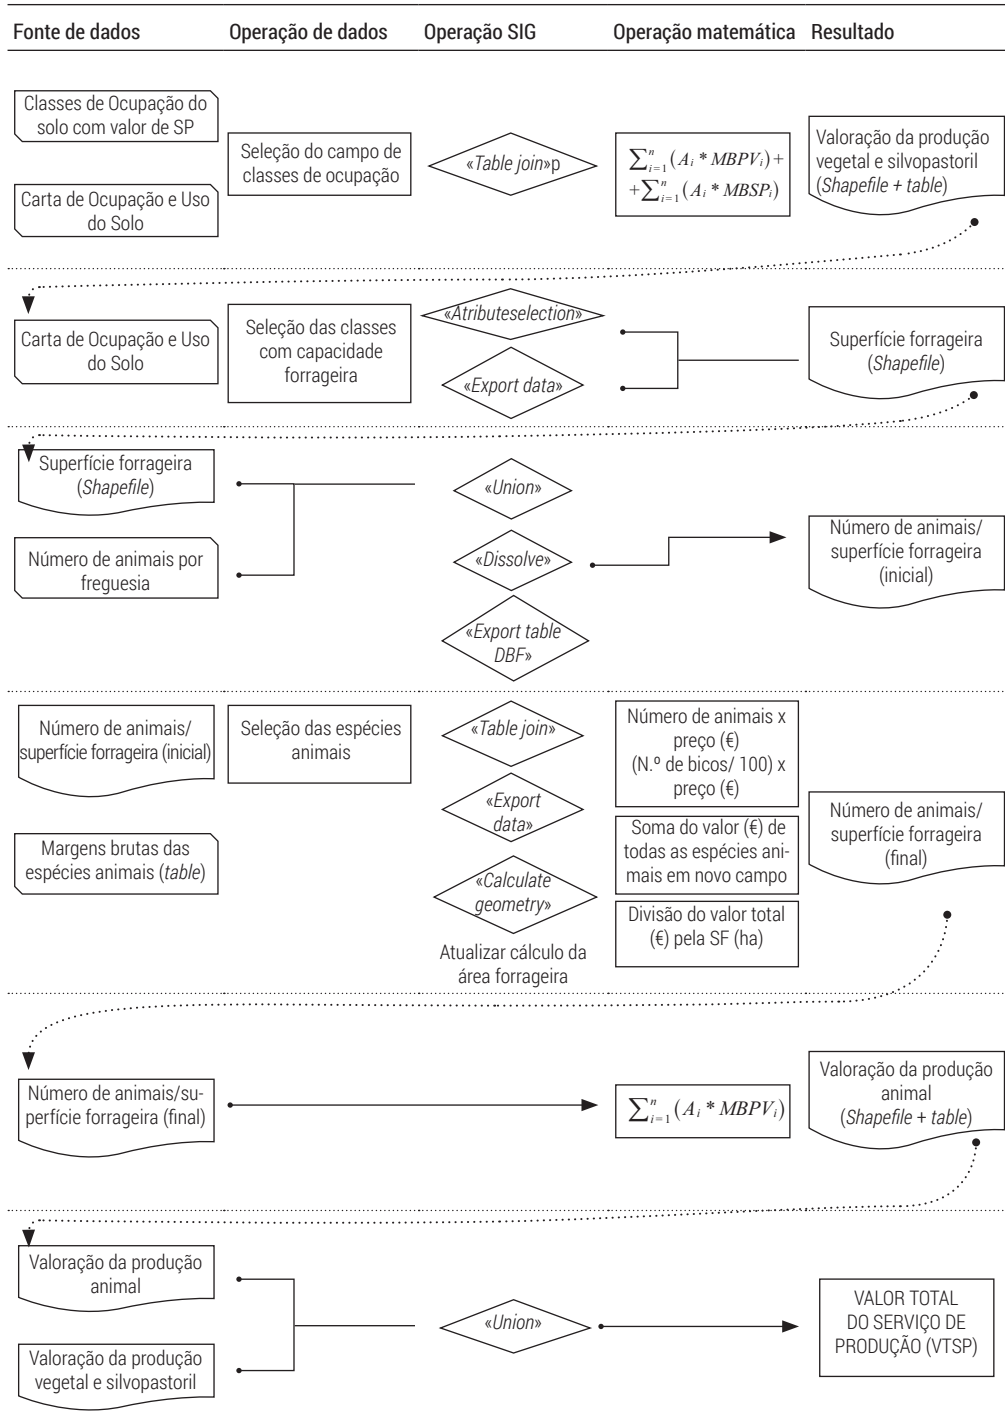 Fonte de dados
Operação de dados
Operação SIG
Operação matemática
Resultado
Classes de Ocupação do
solo com valor de SP
Carta de Ocupação e Uso
do Solo
Seleção do campo de
classes de ocupação
«Table join»p
∑ⁿᵢ₌₁(Aᵢ * MBPVᵢ) +
+∑ⁿᵢ₌₁(Aᵢ * MBSPᵢ)
Valoração da produção
vegetal e silvopastoril
(Shapefile + table)
Carta de Ocupação e Uso
do Solo
Seleção das classes
com capacidade
forrageira
«Atributeselection»
«Export data»
Superfície forrageira
(Shapefile)
Superfície forrageira
(Shapefile)
Número de animais por
freguesia
«Union»
«Dissolve»
«Export table
DBF»
Número de animais/
superfície forrageira
(inicial)
Número de animais/
superfície forrageira (inicial)
Margens brutas das
espécies animais (table)
Seleção das espécies
animais
«Table join»
«Export
data»
«Calculate
geometry»
Atualizar cálculo da
área forrageira
Número de animais x
preço (€)
(N.º de bicos/ 100) x
preço (€)
Soma do valor (€) de
todas as espécies ani-
mais em novo campo
Divisão do valor total
(€) pela SF (ha)
Número de animais/
superfície forrageira
(final)
Número de animais/su-
perfície forrageira (final)
∑ⁿᵢ₌₁(Aᵢ * MBPVᵢ)
Valoração da produção
animal
(Shapefile + table)
Valoração da produção
animal
Valoração da produção
vegetal e silvopastoril
«Union»
VALOR TOTAL
DO SERVIÇO DE
PRODUÇÃO (VTSP)